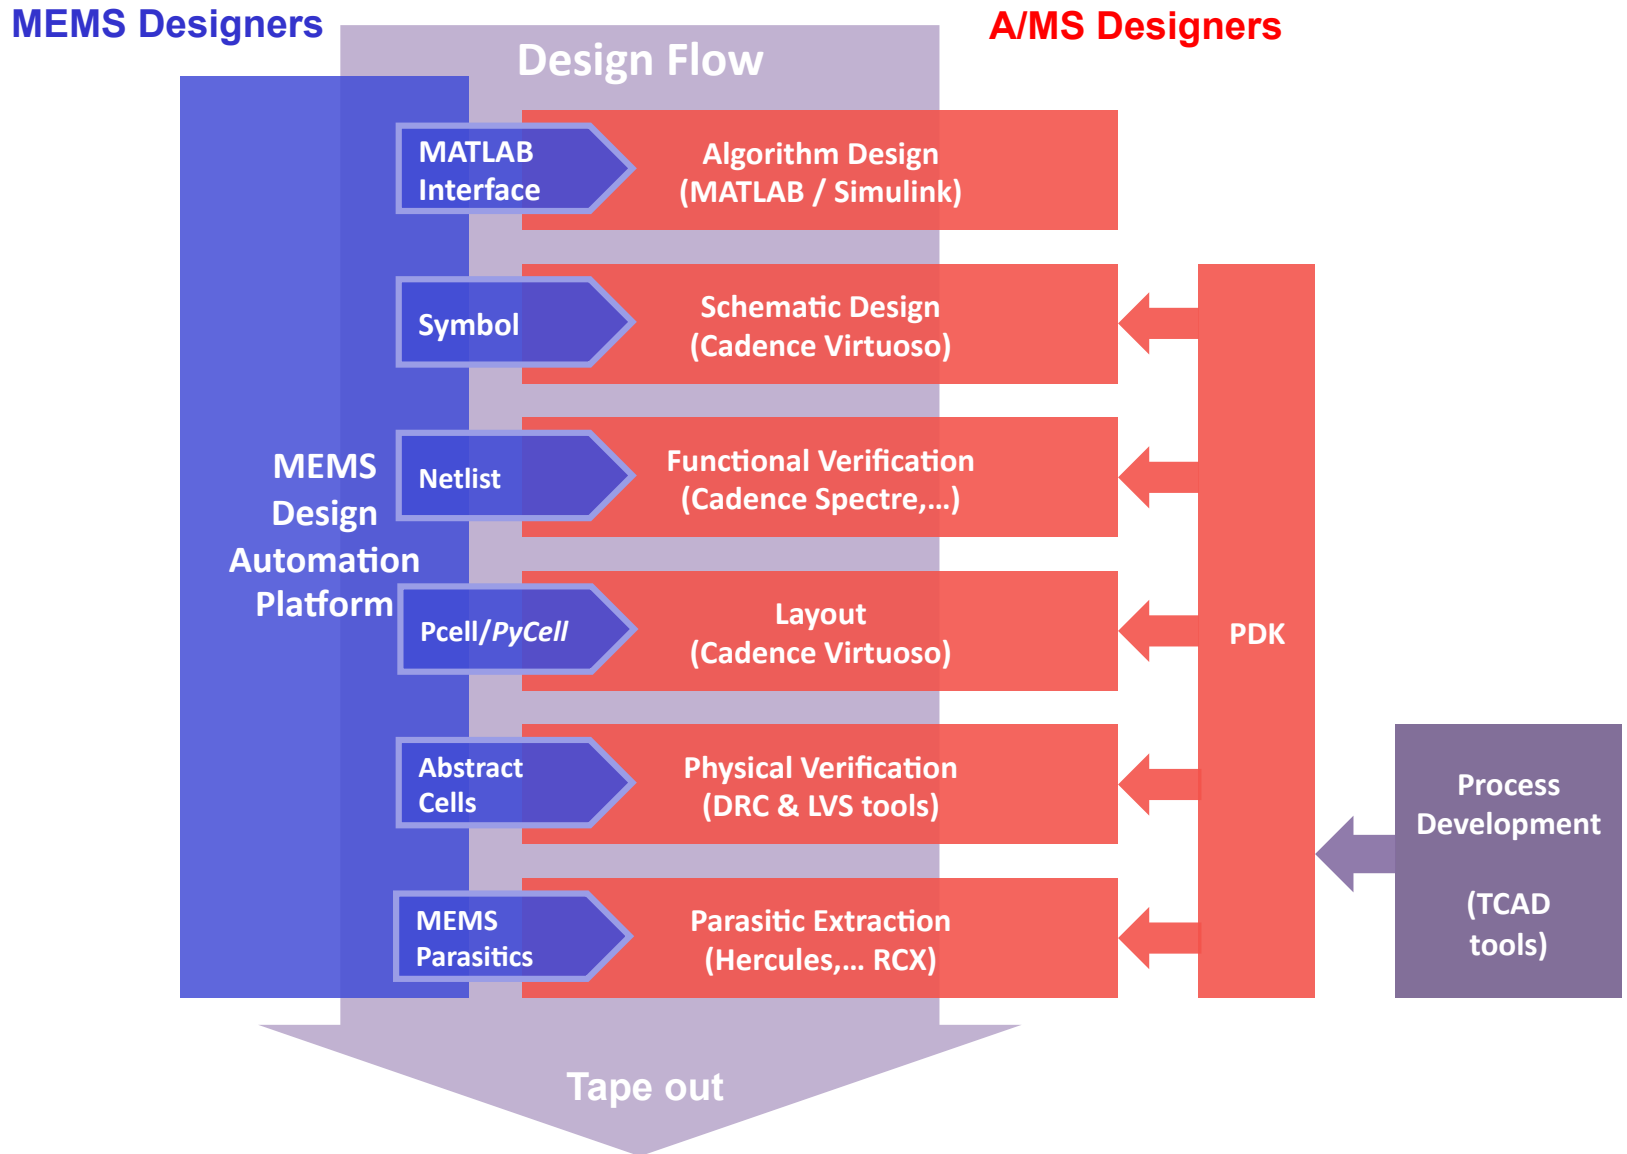 MEMS Designers
A/MS Designers
Design Flow
MATLAB
Interface
Algorithm Design
(MATLAB / Simulink)
Symbol
Schematic Design
(Cadence Virtuoso)
MEMS
Design
Automation
Platform
Netlist
Functional Verification
(Cadence Spectre,...)
Pcell/PyCell
Layout
(Cadence Virtuoso)
PDK
Abstract
Cells
Physical Verification
(DRC & LVS tools)
Process
Development
(TCAD
tools)
MEMS
Parasitics
Parasitic Extraction
(Hercules,... RCX)
Tape out